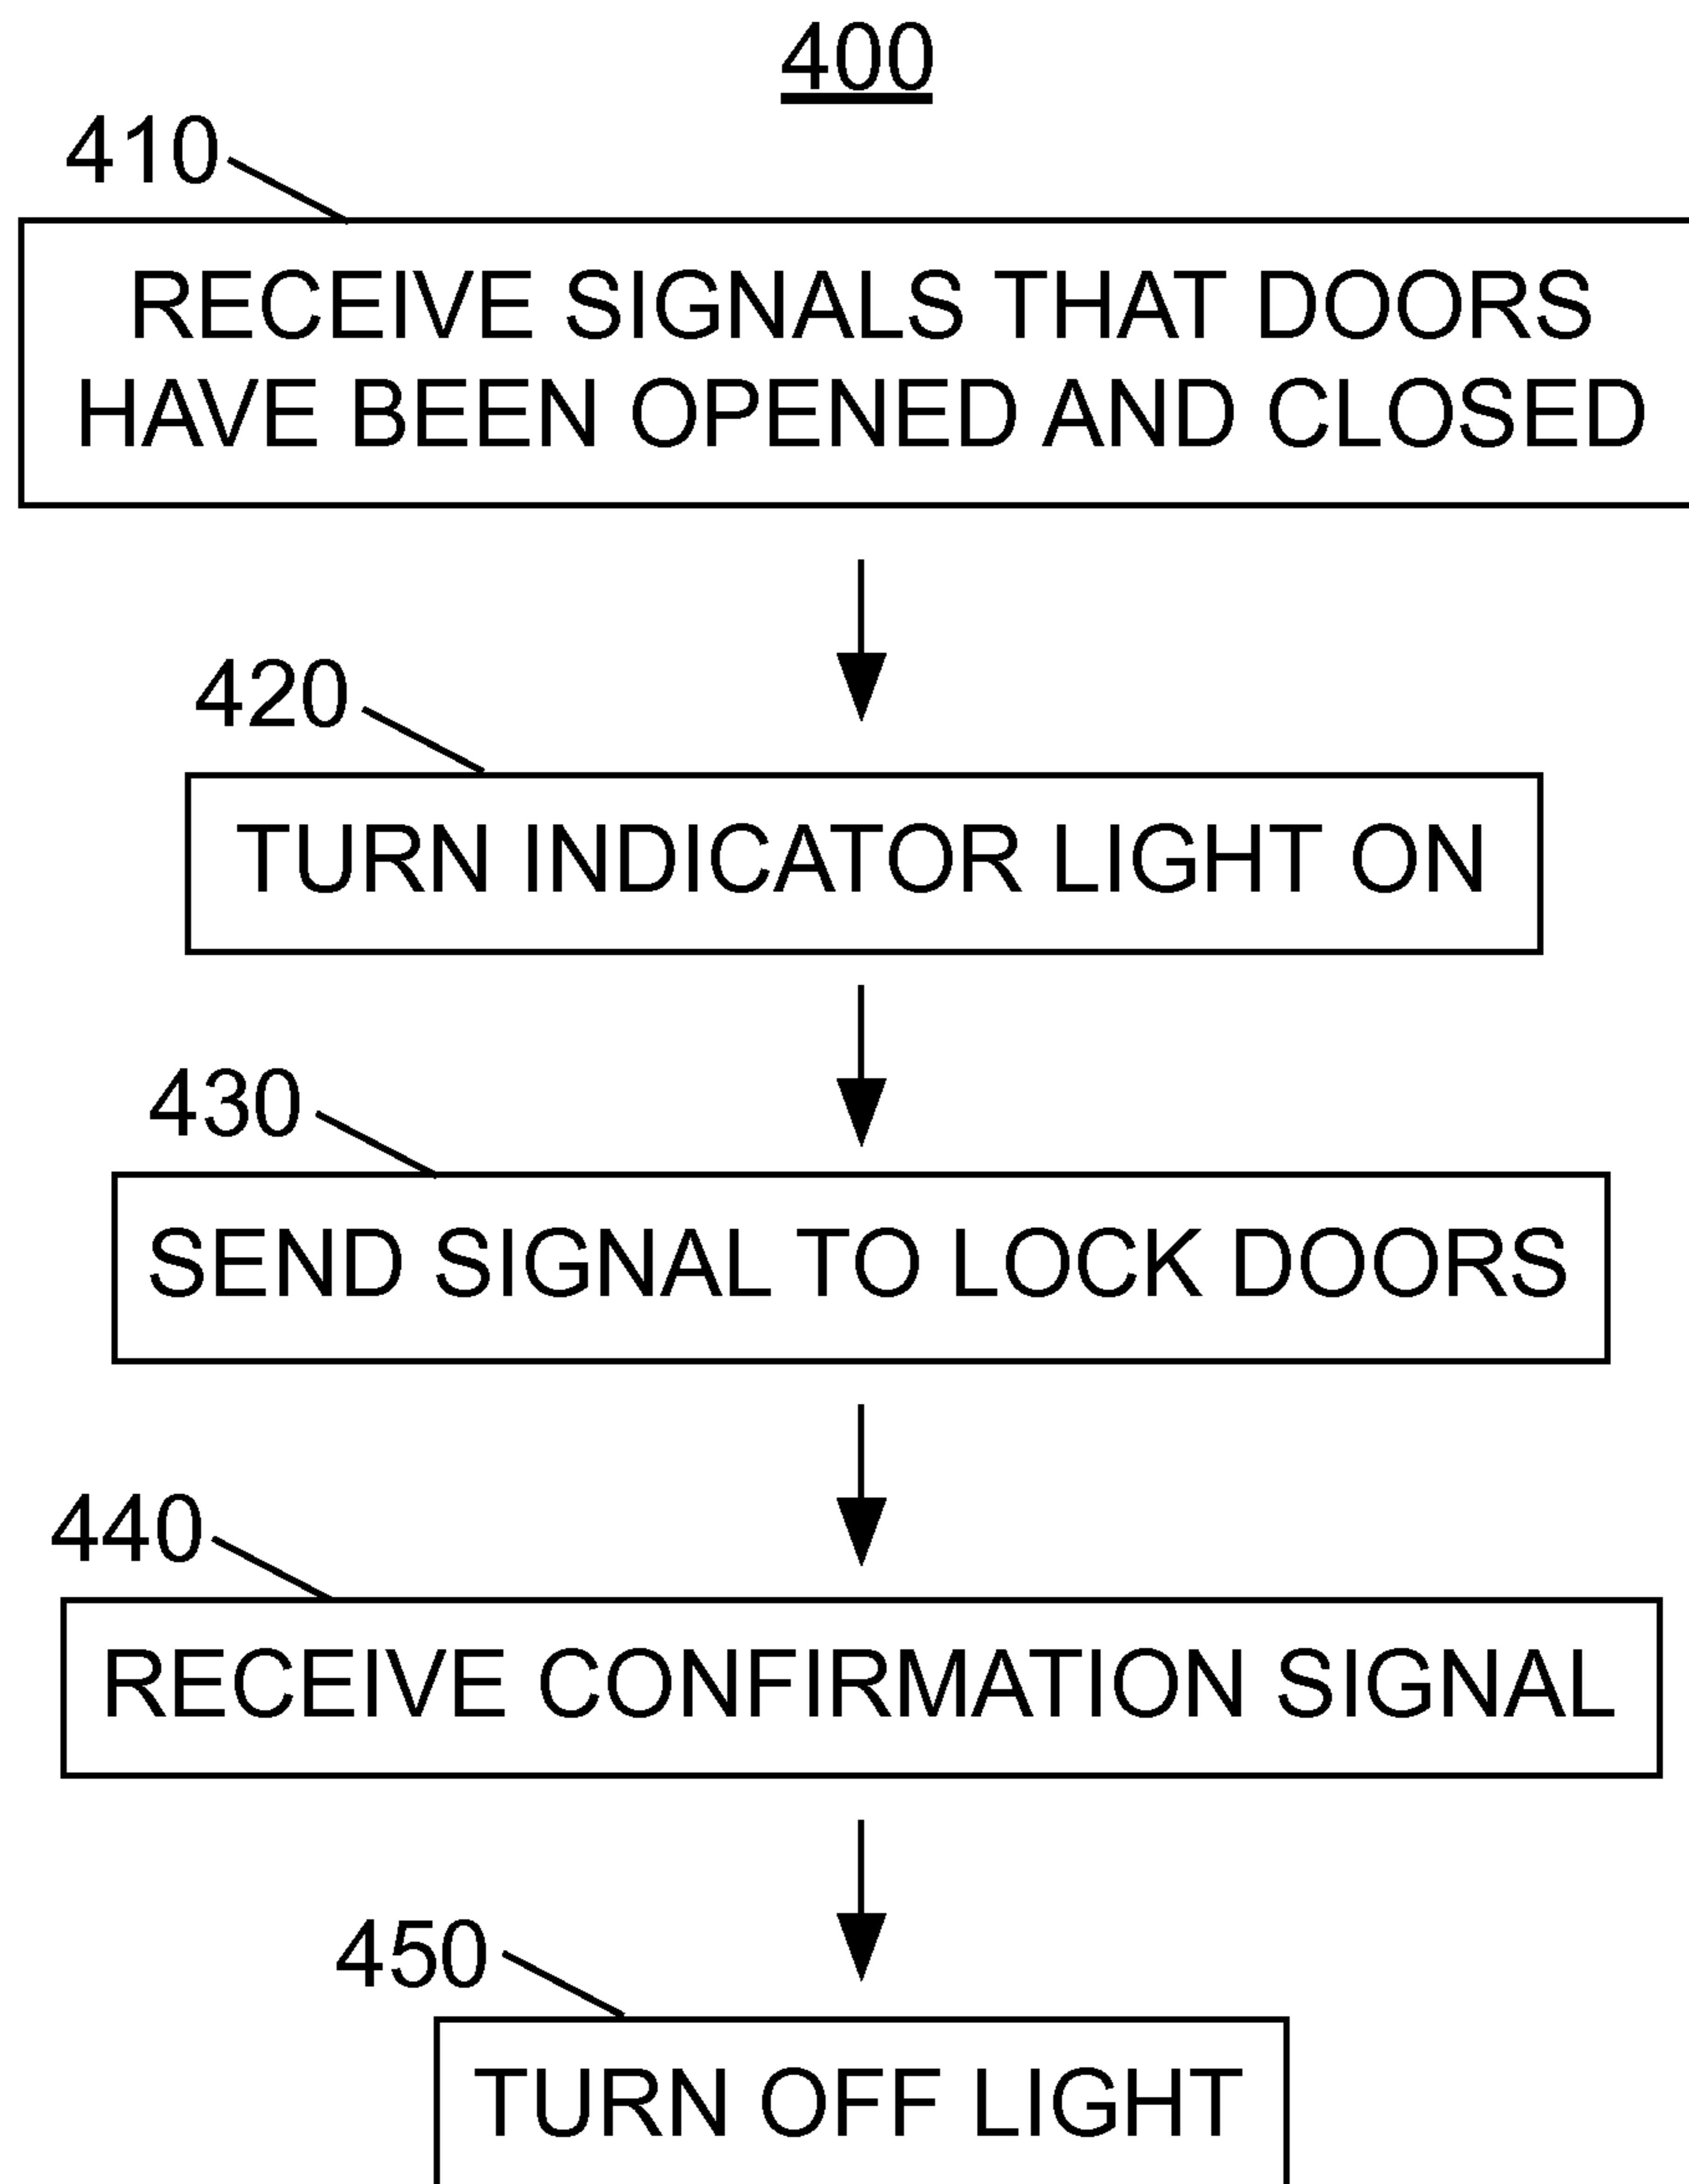 400
410
RECEIVE SIGNALS THAT DOORS
HAVE BEEN OPENED AND CLOSED
420
TURN INDICATOR LIGHT ON
430
SEND SIGNAL TO LOCK DOORS
440
RECEIVE CONFIRMATION SIGNAL
450
TURN OFF LIGHT